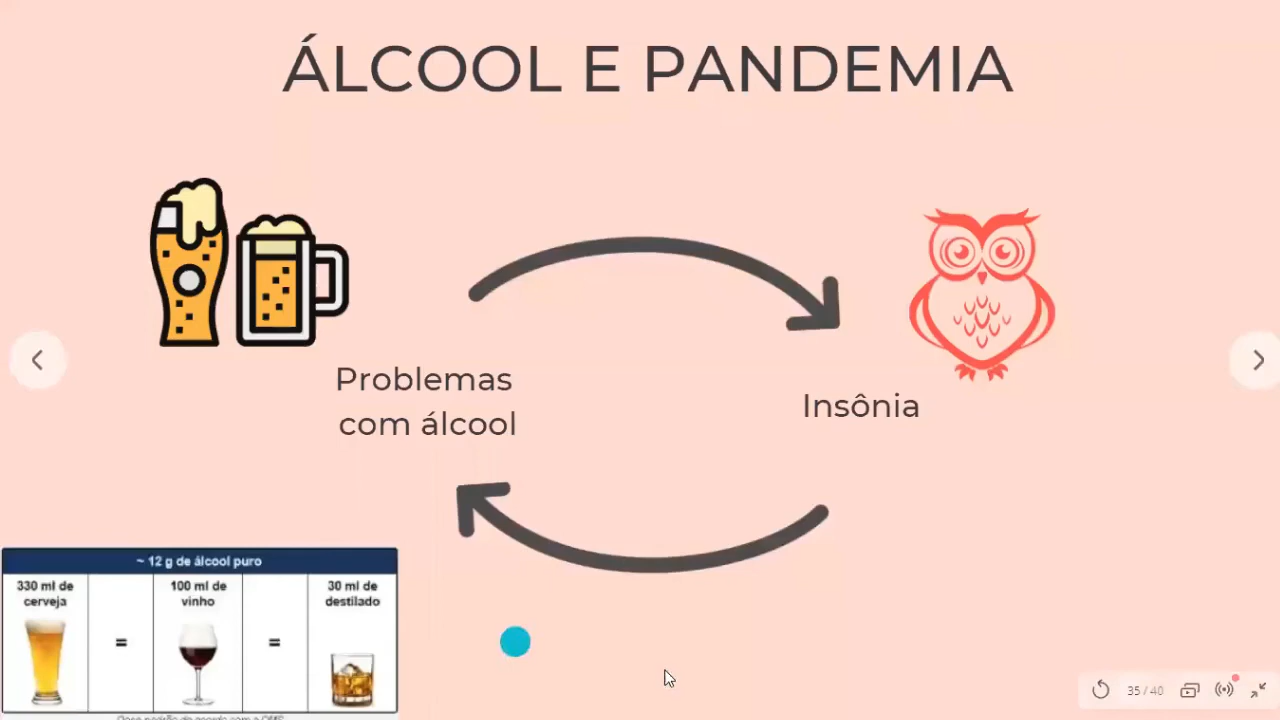 ÁLCOOL E PANDEMIA
Problemas
com álcool
Insônia
~ 12 g de álcool puro
330 ml de
cerveja
=
100 ml de
vinho
=
30 ml de
destilado
35 / 40